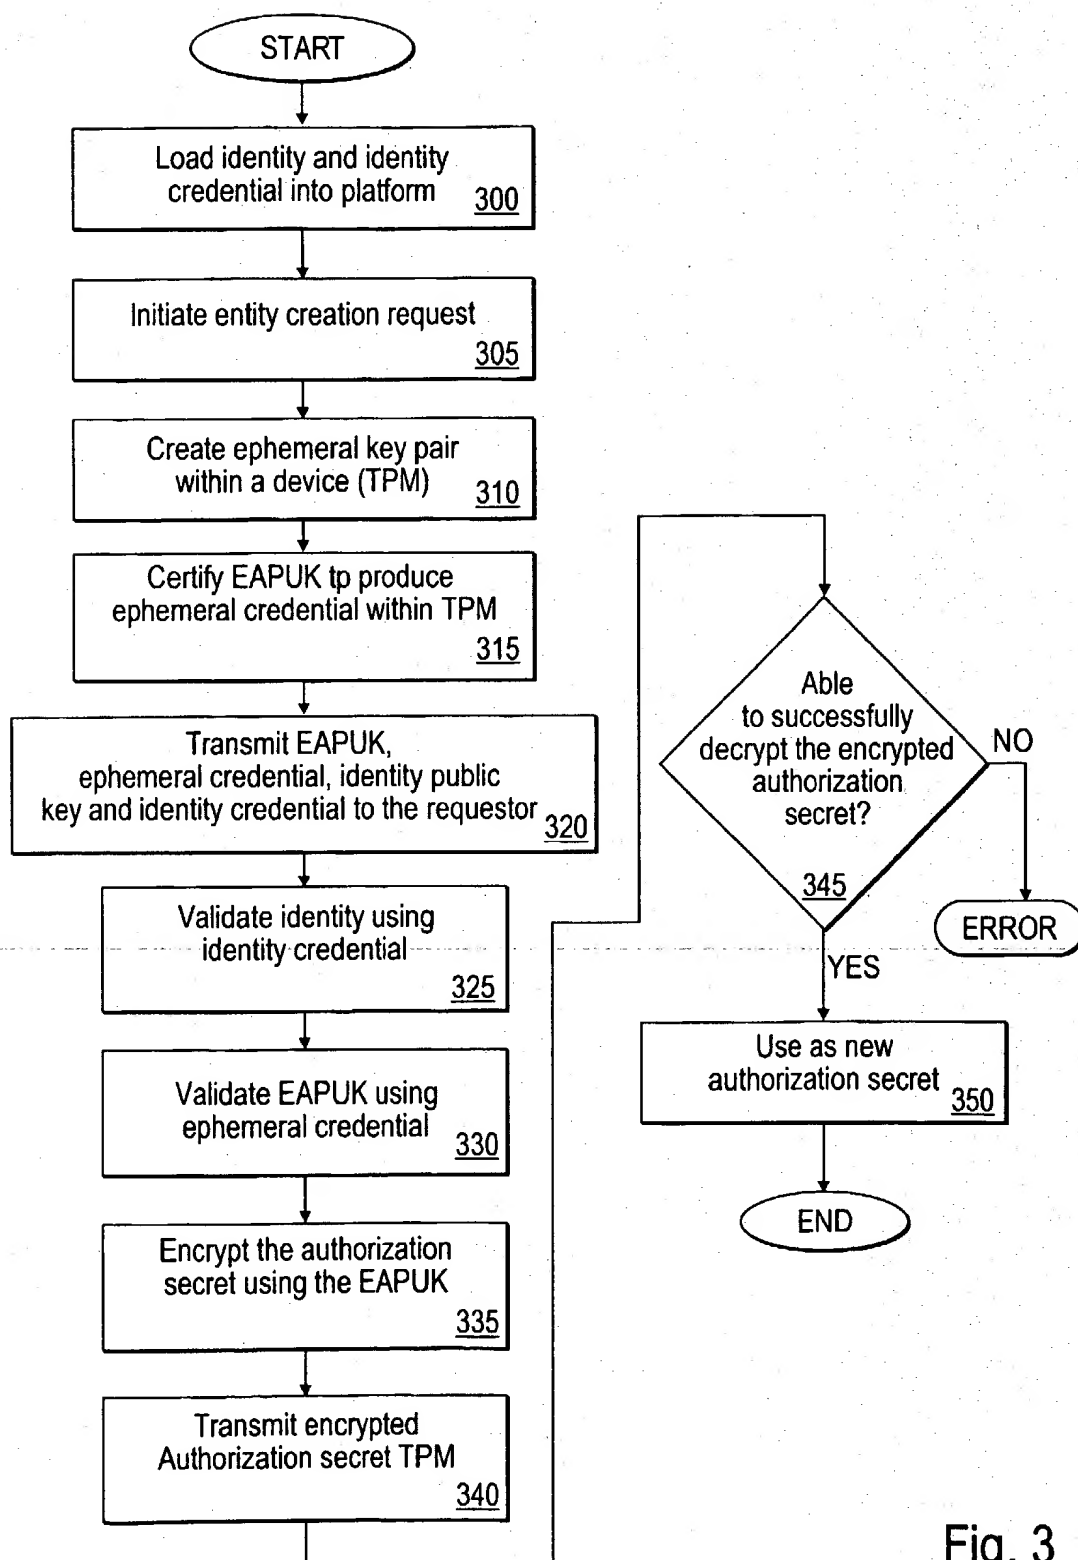 START
Load identity and identity
credential into platform
300
Initiate entity creation request
305
Create ephemeral key pair
within a device (TPM)
310
Certify EAPUK tp produce
ephemeral credential within TPM
315
Transmit EAPUK,
ephemeral credential, identity public
key and identity credential to the requestor
320
Validate identity using
identity credential
325
Validate EAPUK using
ephemeral credential
330
Encrypt the authorization
secret using the EAPUK
335
Transmit encrypted
Authorization secret TPM
340
Able
to successfully
decrypt the encrypted
authorization
secret?
345
NO
ERROR
YES
Use as new
authorization secret
350
END
Fig. 3